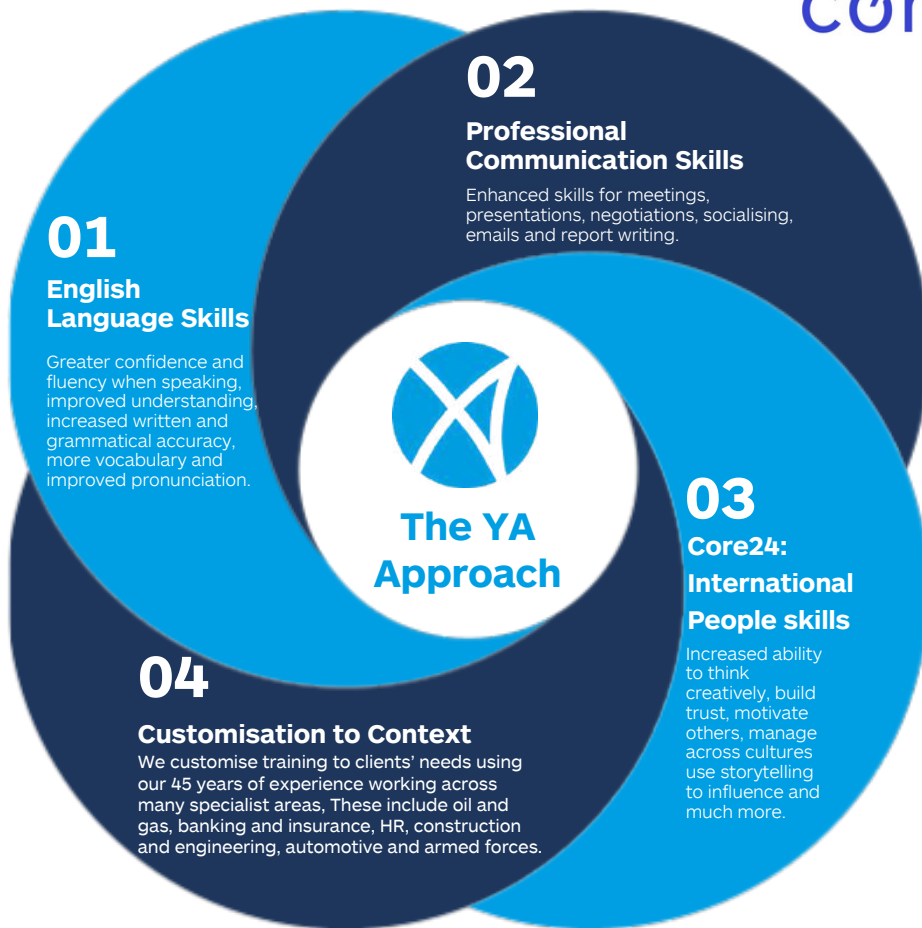 01
English
Language Skills
Greater confidence and
fluency when speaking,
improved understanding,
increased written and
grammatical accuracy,
more vocabulary and
improved pronunciation.
02
Professional
Communication Skills
Enhanced skills for meetings,
presentations, negotiations, socialising,
emails and report writing.
The YA
Approach
03
Core24:
International
People skills
Increased ability
to think
creatively, build
trust, motivate
others, manage
across cultures
use storytelling
to influence and
much more.
04
Customisation to Context
We customise training to clients’ needs using
our 45 years of experience working across
many specialist areas, These include oil and
gas, banking and insurance, HR, construction
and engineering, automotive and armed forces.